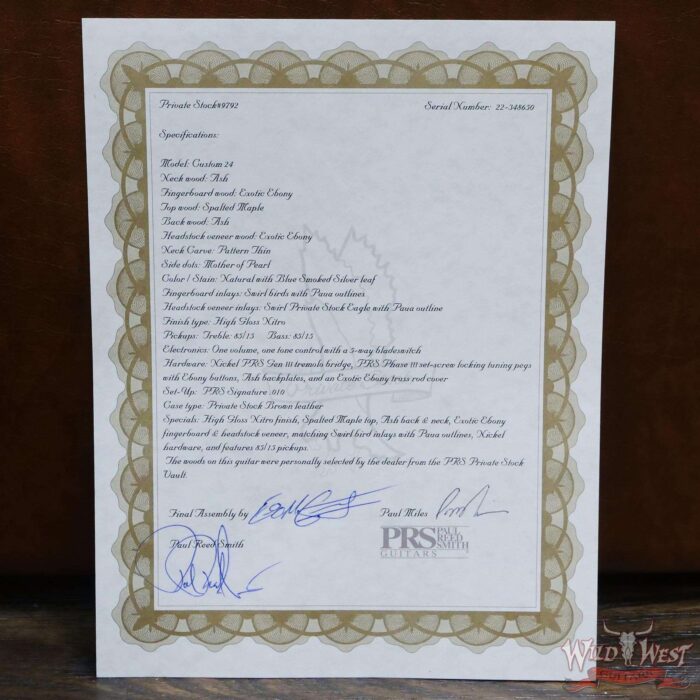 Private Stock#9792 Serial Number: 22-348650
Specifications:
Model: Custom 24
Neck wood: Ash
Fingerboard wood: Exotic Ebony
Top wood: Spalted Maple
Back wood: Ash
Headstock veneer wood: Exotic Ebony
Neck Carve: Pattern Thin
Side dots: Mother of Pearl
Color / Stain: Natural with Blue Smoked Silver leaf
Fingerboard inlays: Swirl birds with Paua outlines
Headstock veneer inlays: Swirl Private Stock Eagle with Paua outline
Finish type: High Gloss Nitro
Pickups: Treble: 85/15 Bass: 85/15
Electronics: One volume, one tone control with a 5-way bladeswitch
Hardware: Nickel PRS Gen III tremolo bridge, PRS Phase III set-screw locking tuning pegs
with Ebony buttons, Ash backplates, and an Exotic Ebony truss rod cover
Set-Up: PRS Signature .010
Case type: Private Stock Brown leather
Specials: High Gloss Nitro finish, Spalted Maple top, Ash back & neck, Exotic Ebony
fingerboard & headstock veneer, matching Swirl bird inlays with Paua outlines, Nickel
hardware, and features 85/15 pickups.
The woods on this guitar were personally selected by the dealer from the PRS Private Stock
Vault.
Final Assembly by Paul Miles
Paul Reed Smith
PRS PAUL REED SMITH
GUITARS
WILD WEST
GUITARS